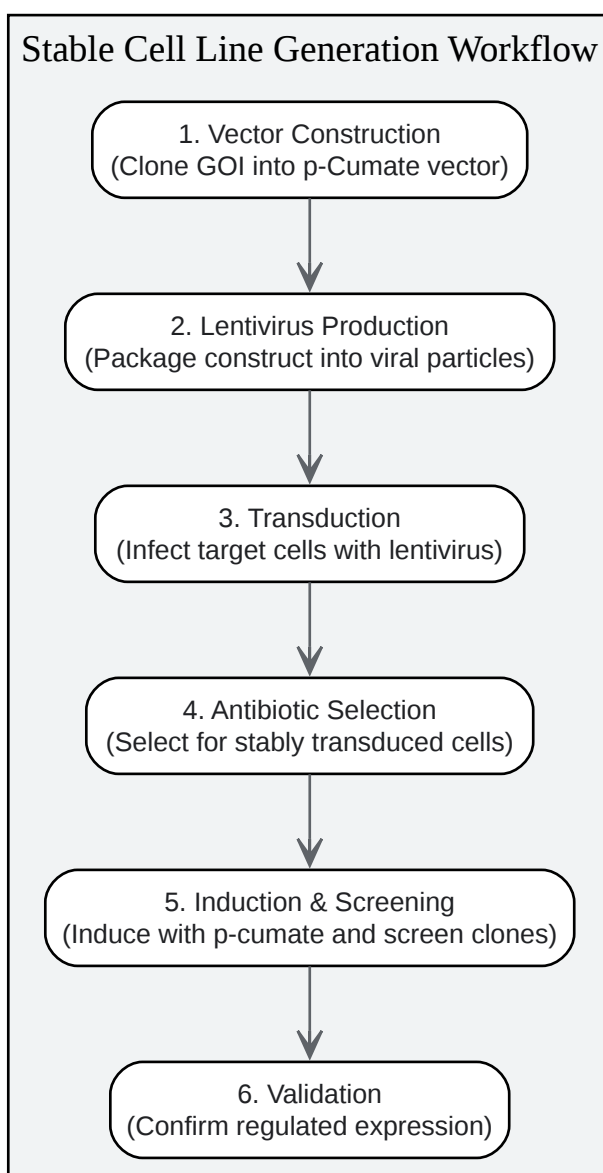 Stable Cell Line Generation Workflow
1. Vector Construction
(Clone GOI into p-Cumate vector)
2. Lentivirus Production
(Package construct into viral particles)
3. Transduction
(Infect target cells with lentivirus)
4. Antibiotic Selection
(Select for stably transduced cells)
5. Induction & Screening
(Induce with p-cumate and screen clones)
6. Validation
(Confirm regulated expression)